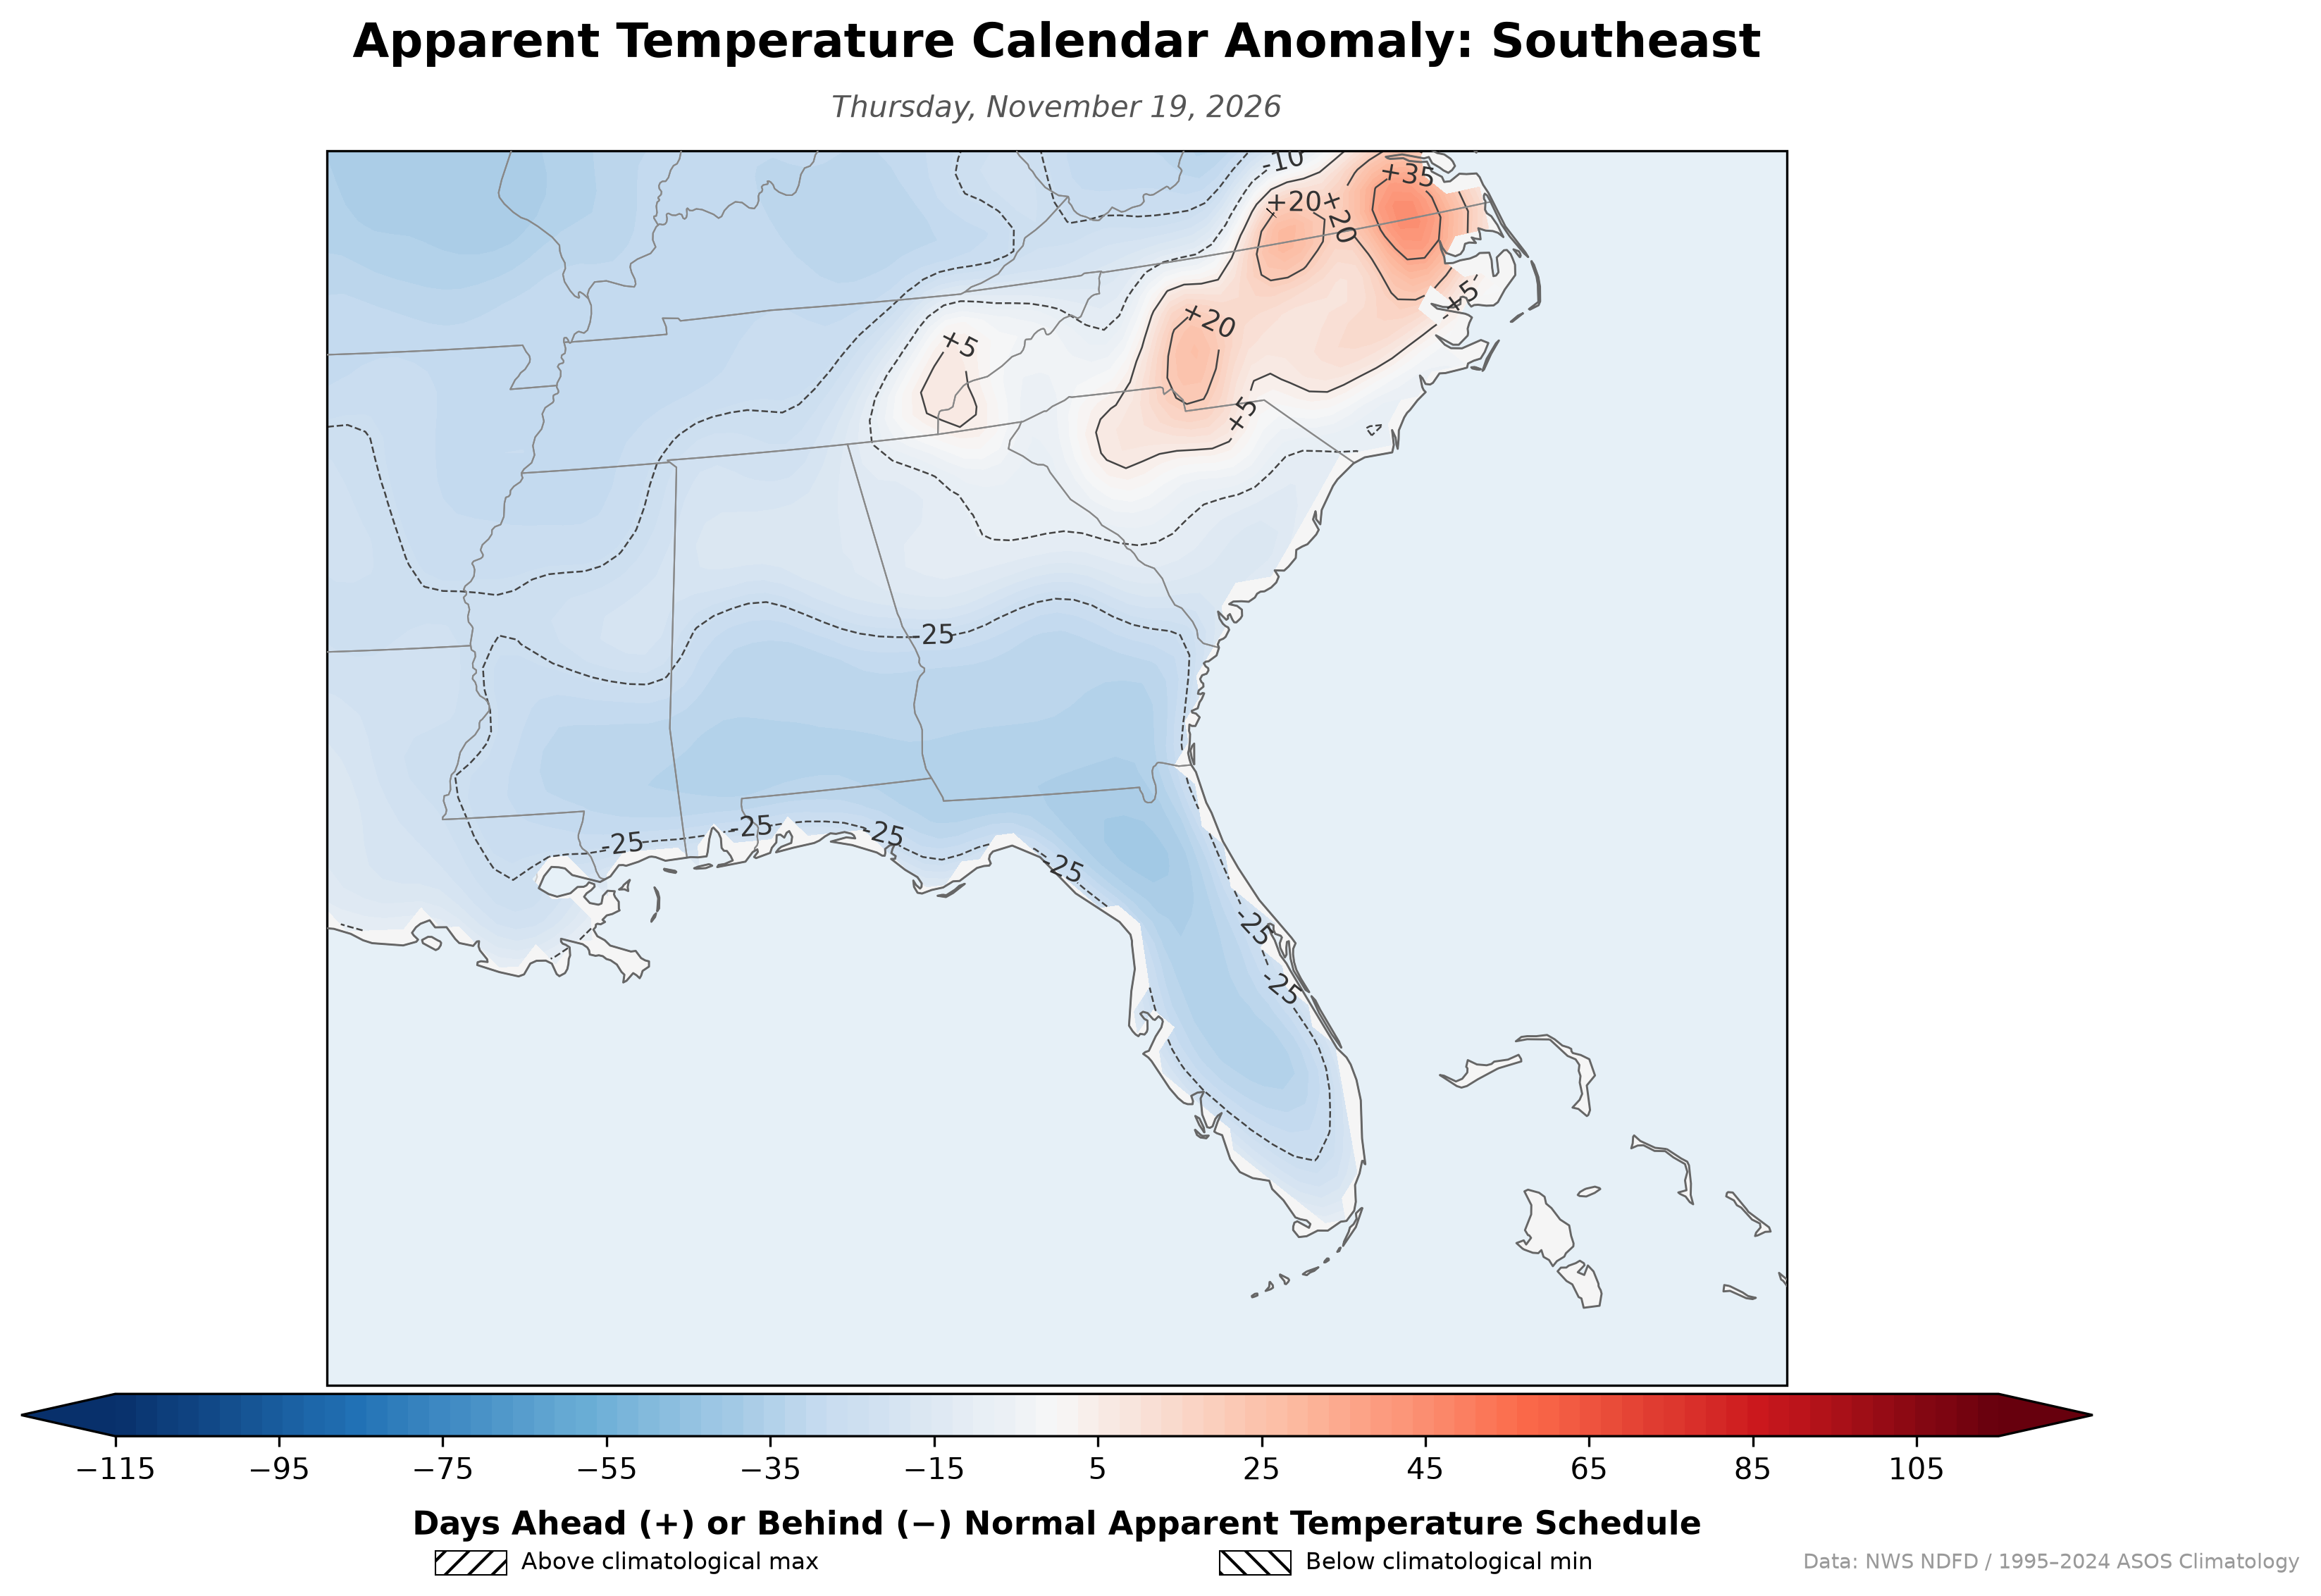 Apparent Temperature Calendar Anomaly: Southeast
Thursday, November 19, 2026
-10
+35
+20
+20
+5
+20
+5
+5
-25
-25
-25
-25
-25
-25
-25
−115 −95 −75 −55 −35 −15 5 25 45 65 85 105
Days Ahead (+) or Behind (−) Normal Apparent Temperature Schedule
Above climatological max
Below climatological min
Data: NWS NDFD / 1995–2024 ASOS Climatology